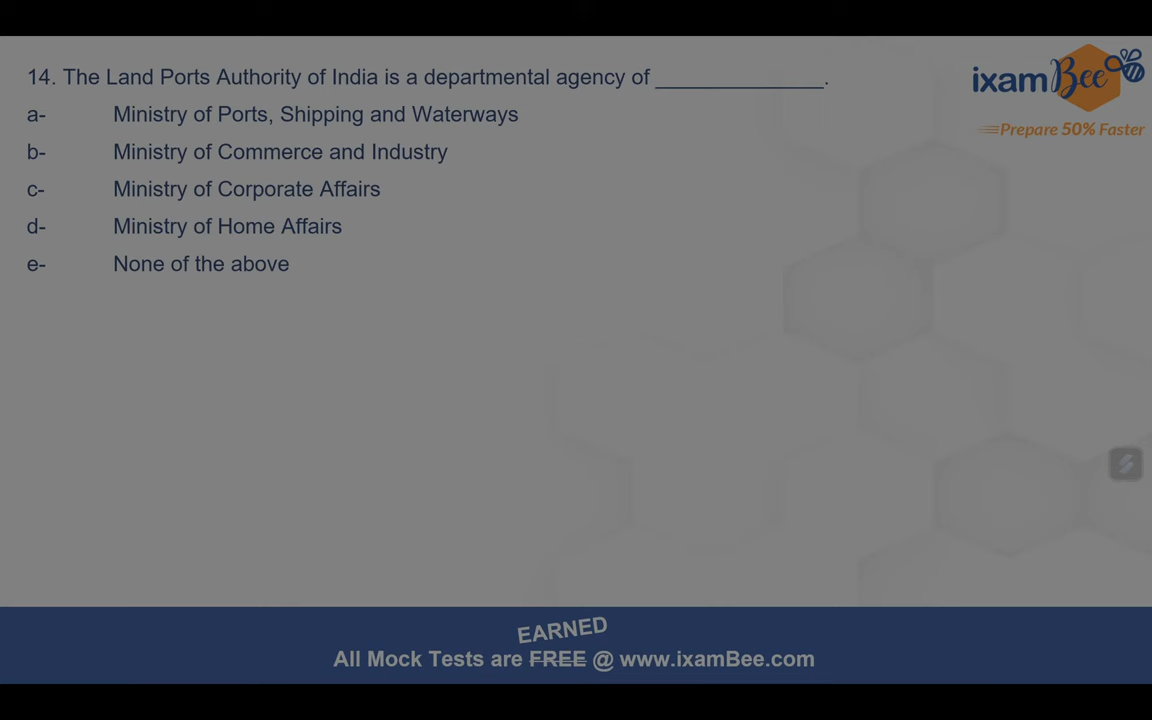 14. The Land Ports Authority of India is a departmental agency of ______________.
a- Ministry of Ports, Shipping and Waterways
b- Ministry of Commerce and Industry
c- Ministry of Corporate Affairs
d- Ministry of Home Affairs
e- None of the above
ixamBee
Prepare 50% Faster
EARNED
All Mock Tests are FREE @ www.ixamBee.com